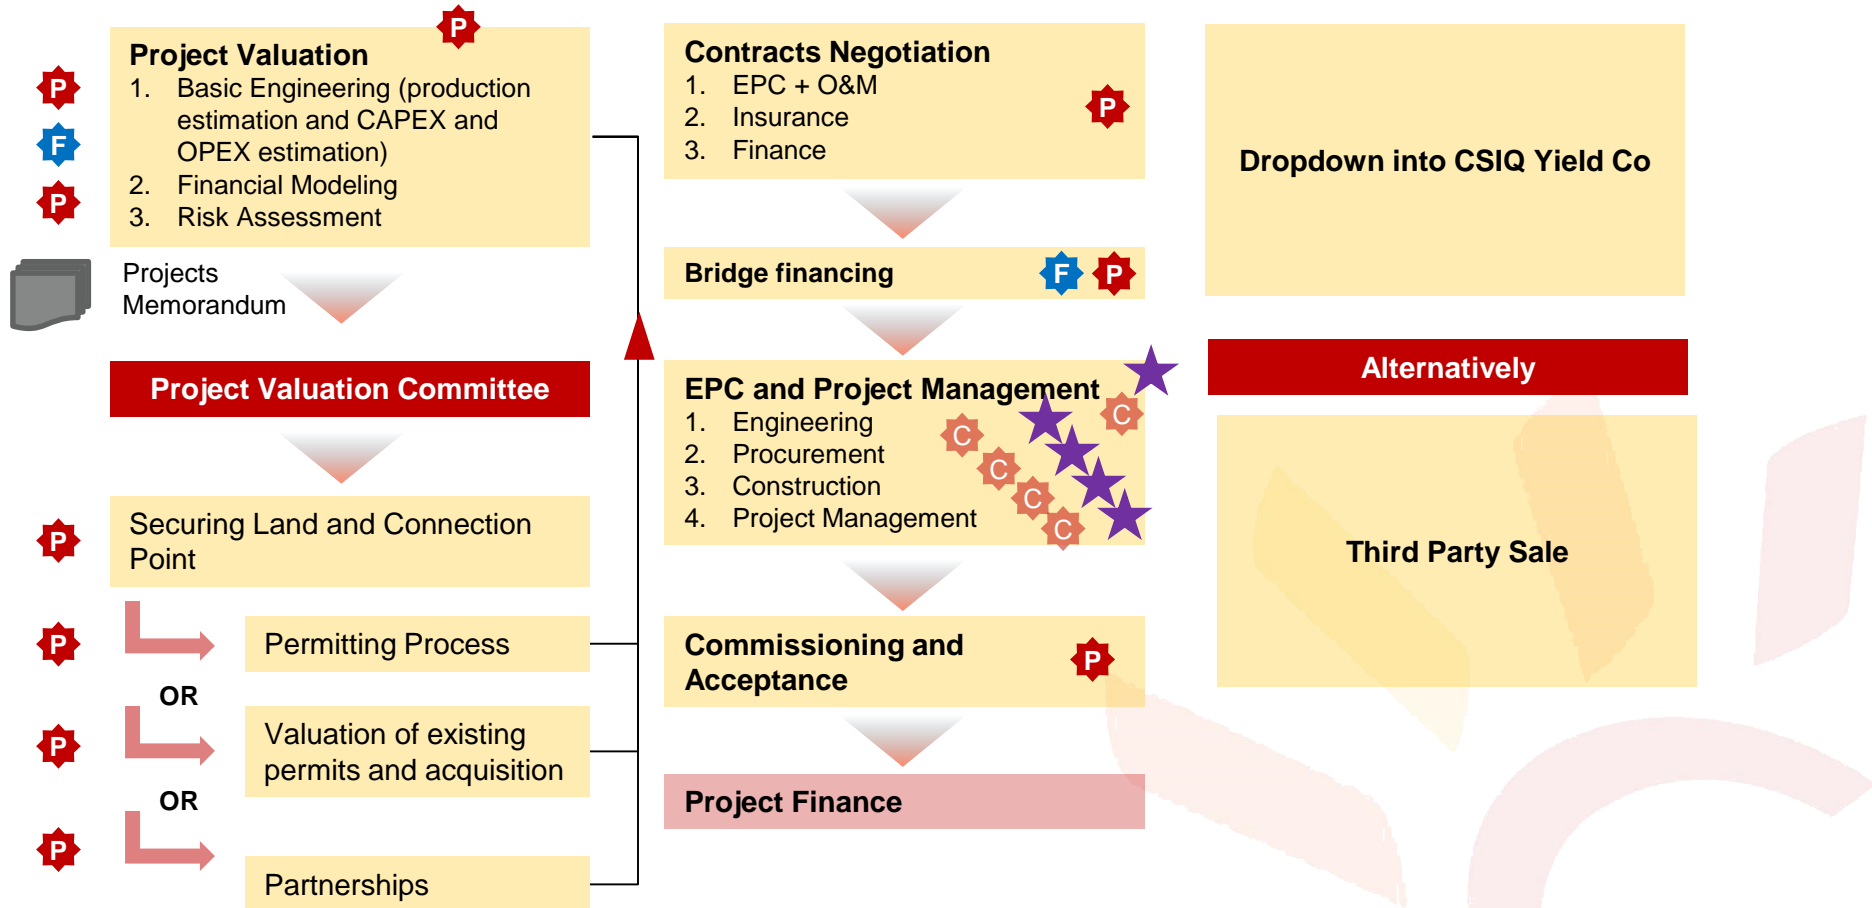 P
Project Valuation
P
1. Basic Engineering (production
estimation and CAPEX and
F
OPEX estimation)
2. Financial Modeling
P
3. Risk Assessment
Projects
Memorandum
Project Valuation Committee
P
Securing Land and Connection
Point
P
Permitting Process
OR
P
Valuation of existing
permits and acquisition
OR
P
Partnerships
Contracts Negotiation
1. EPC + O&M
2. Insurance
3. Finance
P
Bridge financing
F P
EPC and Project Management
1. Engineering
2. Procurement
3. Construction
4. Project Management
C
C
C
C
C
Commissioning and
Acceptance
P
Project Finance
Dropdown into CSIQ Yield Co
Alternatively
Third Party Sale